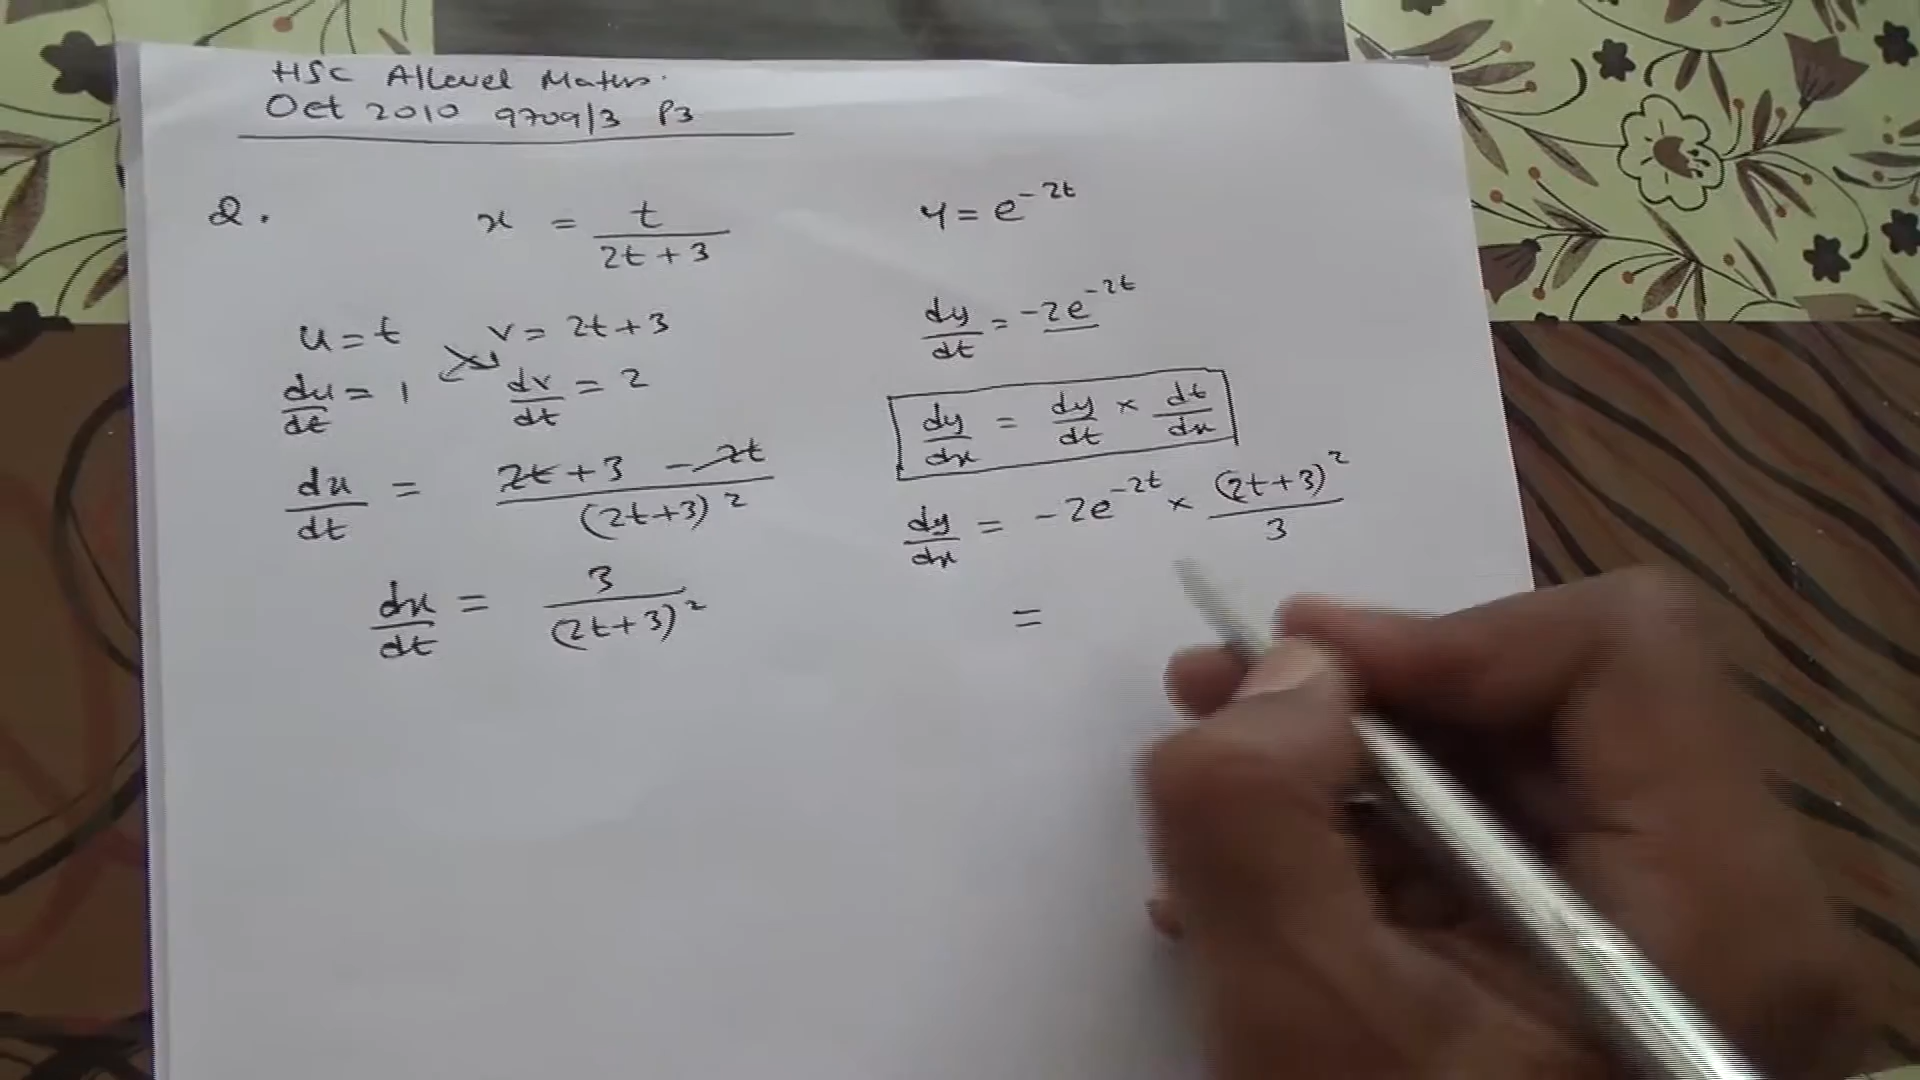 HSC A/Level Maths.
Oct 2010 9709/3 P3
Q.
x = t/(2t+3)
u = t v = 2t+3
du/dt = 1 dv/dt = 2
dx/dt = (2t+3 - 2t)/(2t+3)²
dx/dt = 3/(2t+3)²
y = e^(-2t)
dy/dt = -2e^(-2t)
dy/dx = dy/dt × dt/dx
dy/dx = -2e^(-2t) × (2t+3)²/3
=